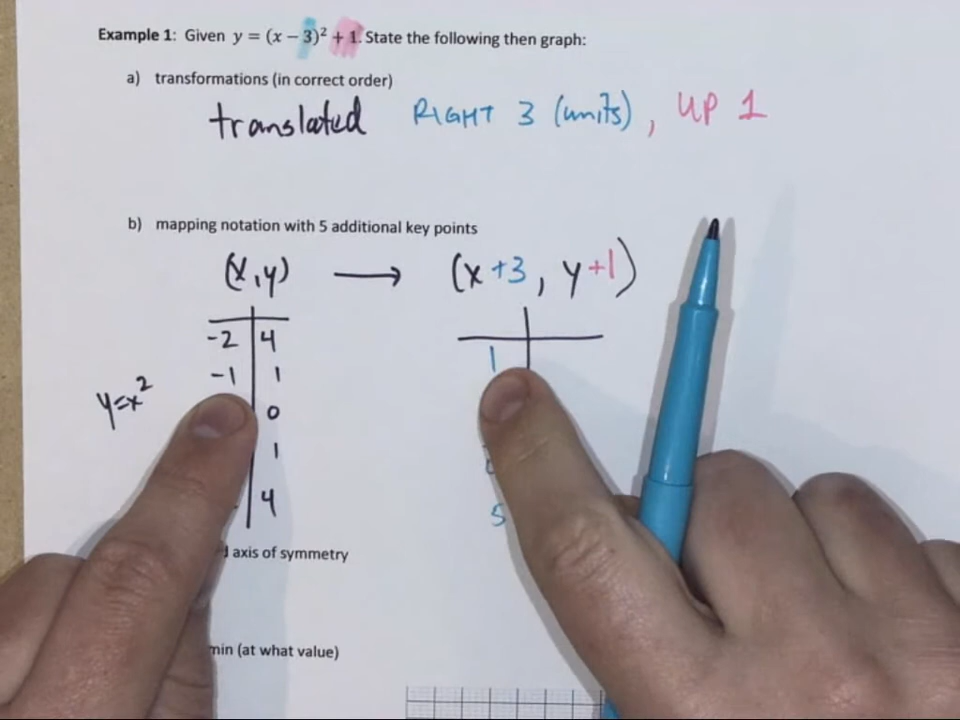 Example 1: Given y = (x − 3)² + 1. State the following then graph:
a) transformations (in correct order)
translated RIGHT 3 (units), UP 1
b) mapping notation with 5 additional key points
(x,y) → (x+3, y+1)
-2 4
1
-1 1
y=x²
0
1
4
5
axis of symmetry
min (at what value)